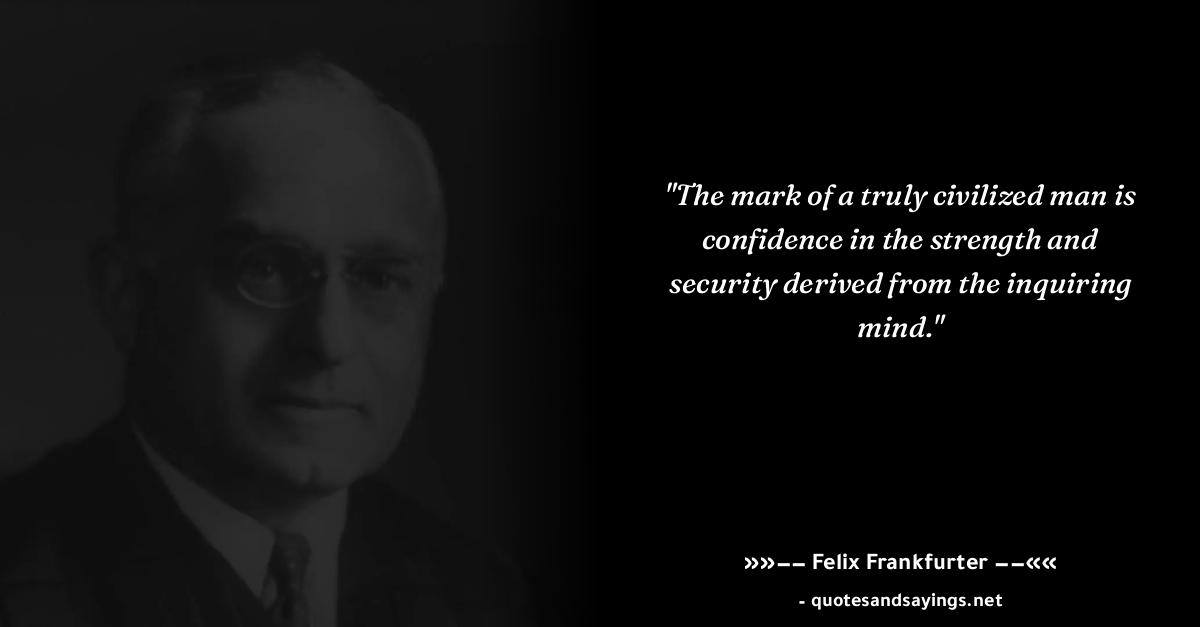 "The mark of a truly civilized man is
confidence in the strength and
security derived from the inquiring
mind."
»»-- Felix Frankfurter --««
- quotesandsayings.net